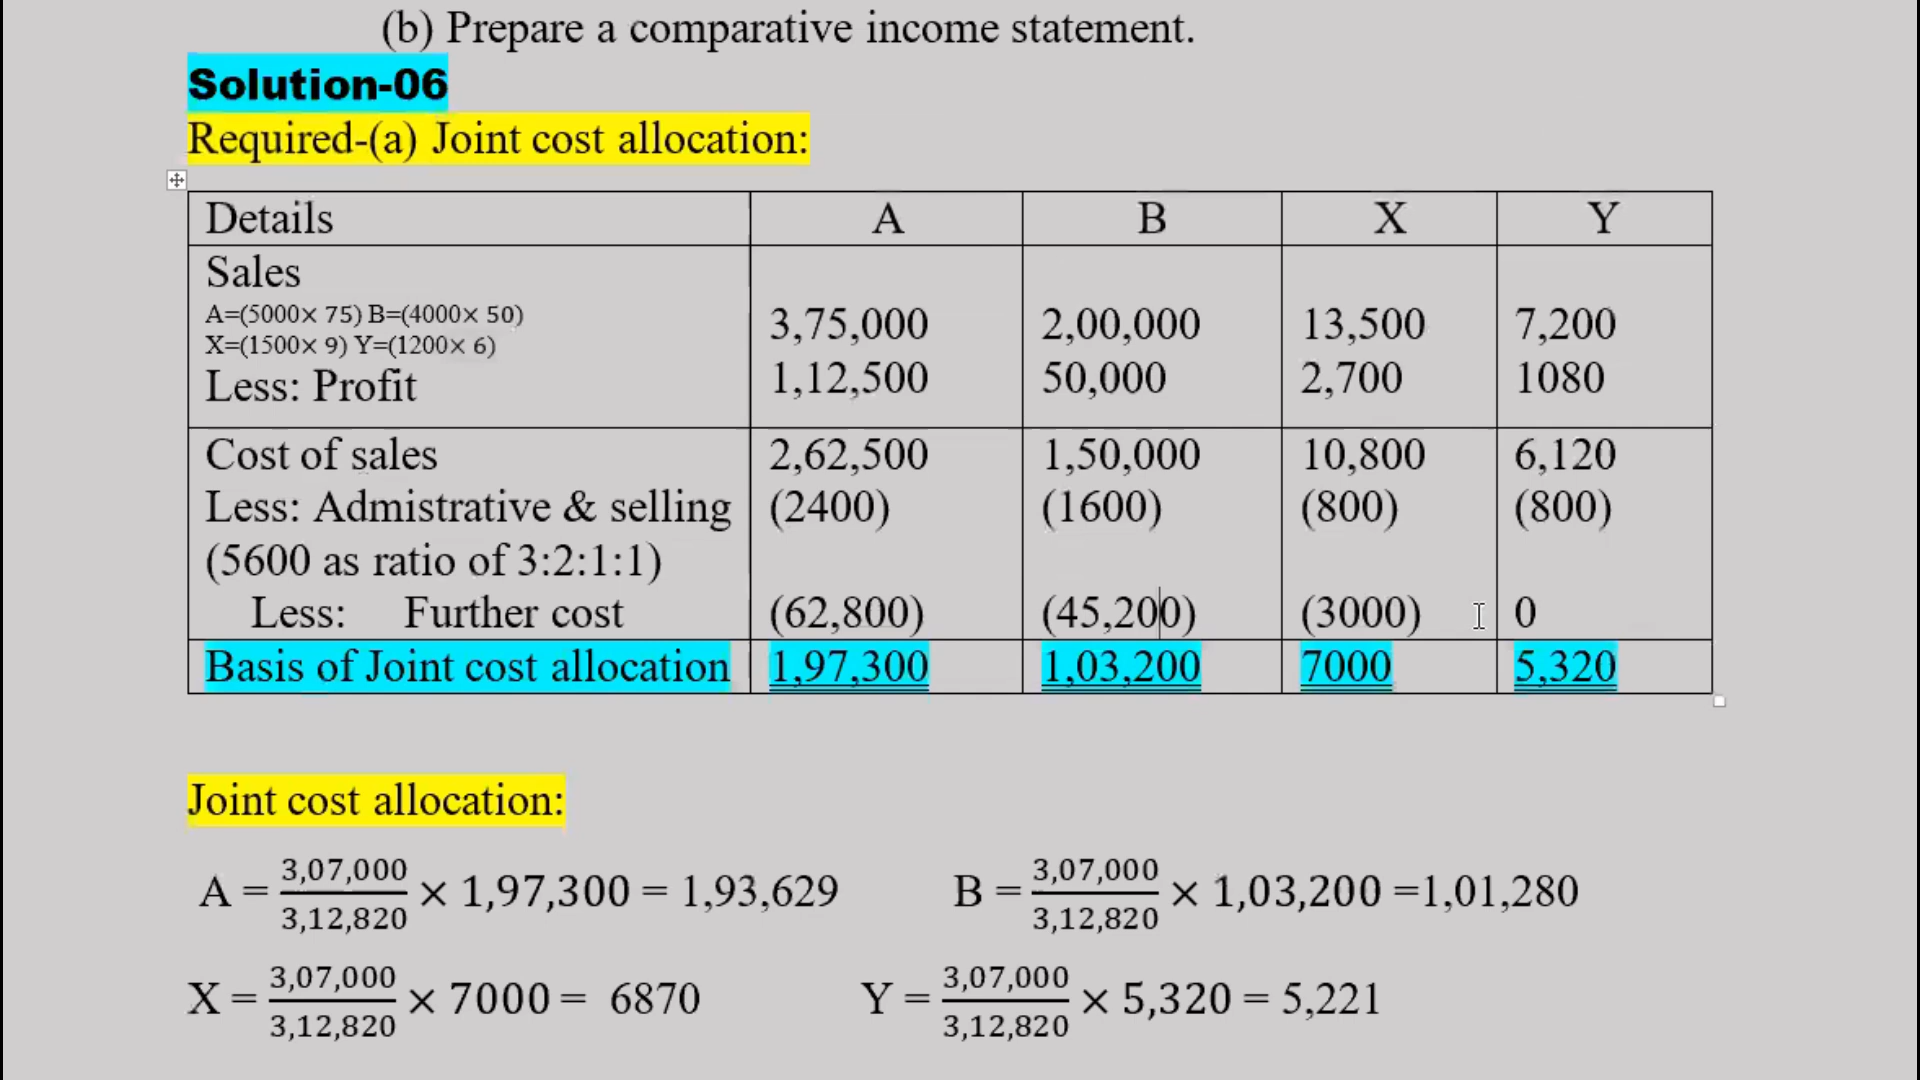 (b) Prepare a comparative income statement.
Solution-06
Required-(a) Joint cost allocation:
Details A B X Y
Sales
A=(5000× 75) B=(4000× 50)
X=(1500× 9) Y=(1200× 6)
3,75,000 2,00,000 13,500 7,200
Less: Profit 1,12,500 50,000 2,700 1080
Cost of sales 2,62,500 1,50,000 10,800 6,120
Less: Admistrative & selling (2400) (1600) (800) (800)
(5600 as ratio of 3:2:1:1)
Less: Further cost (62,800) (45,200) (3000) 0
Basis of Joint cost allocation 1,97,300 1,03,200 7000 5,320
Joint cost allocation:
A = 3,07,000/3,12,820 × 1,97,300 = 1,93,629 B = 3,07,000/3,12,820 × 1,03,200 =1,01,280
X = 3,07,000/3,12,820 × 7000 = 6870 Y = 3,07,000/3,12,820 × 5,320 = 5,221